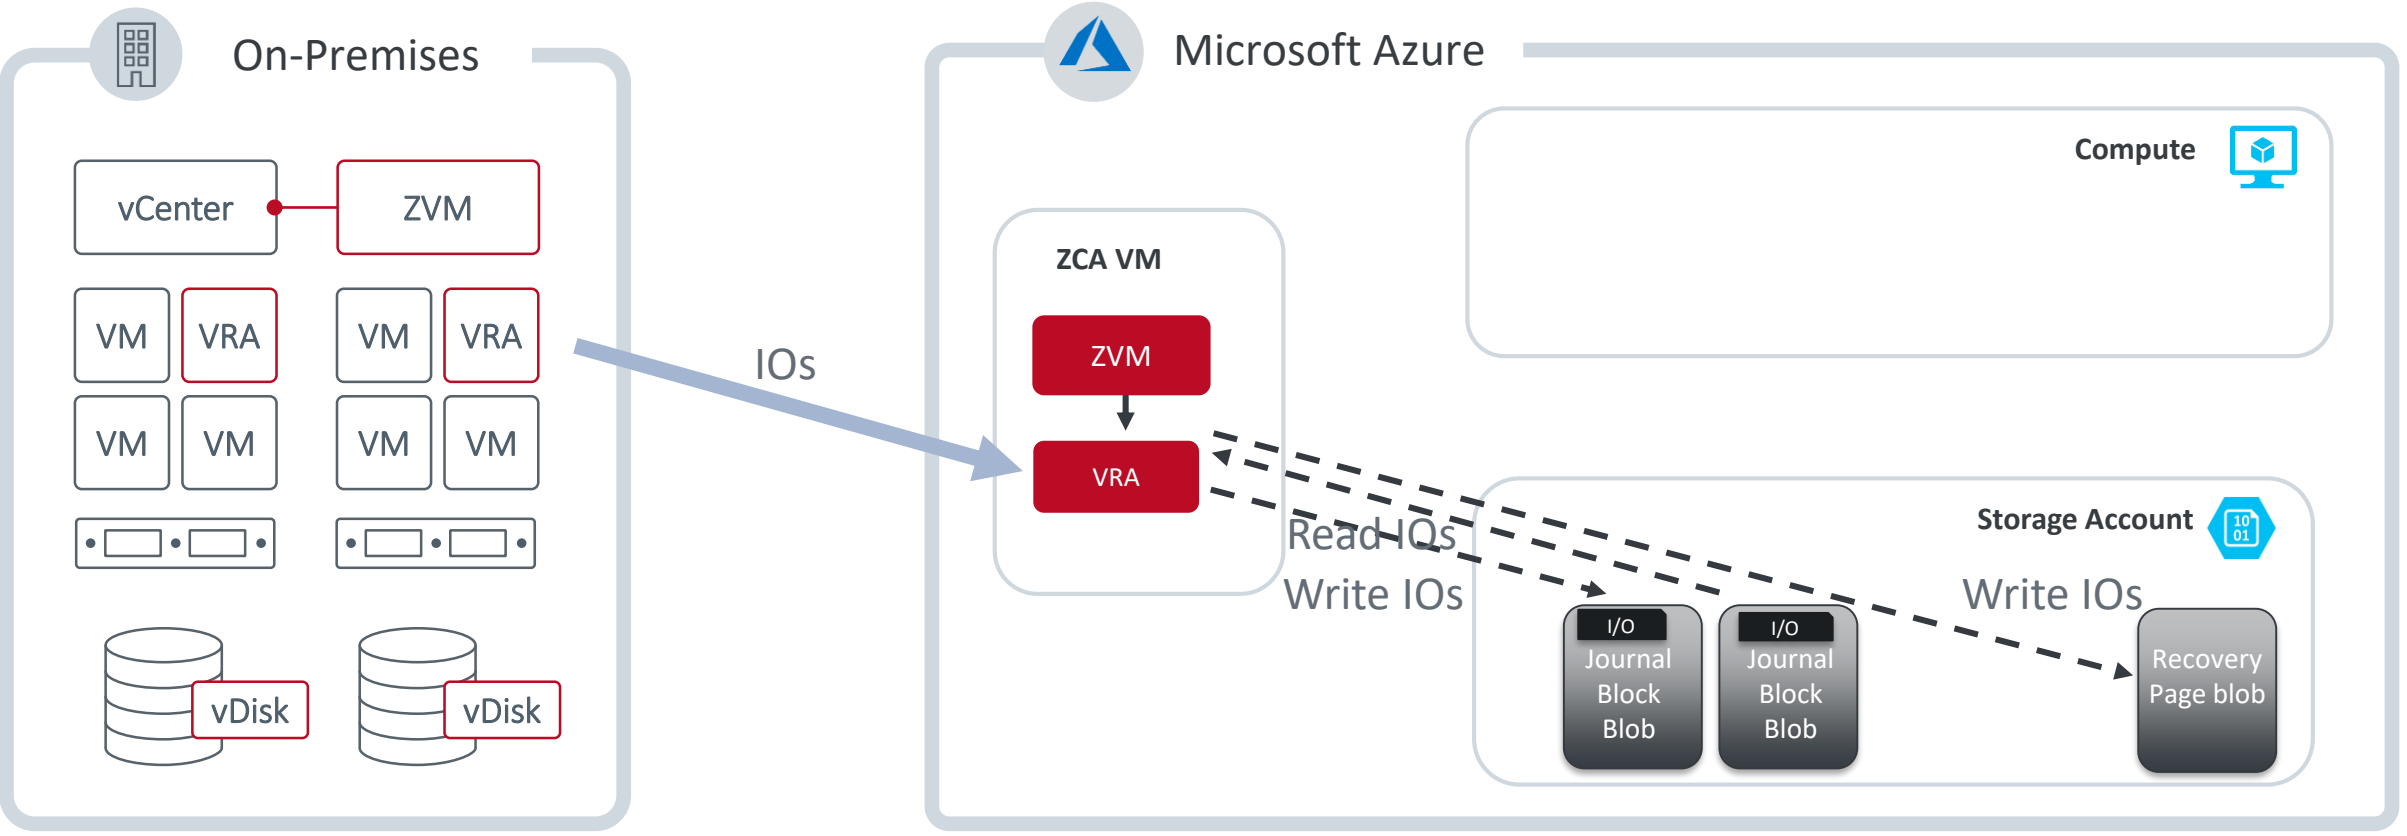 On-Premises
vCenter
ZVM
VM
VRA
VM
VRA
VM
VM
VM
VM
vDisk
vDisk
IOs
Microsoft Azure
Compute
ZCA VM
ZVM
VRA
Read IOs
Write IOs
Storage Account
10
01
Write IOs
I/O
Journal
Block
Blob
I/O
Journal
Block
Blob
Recovery
Page blob